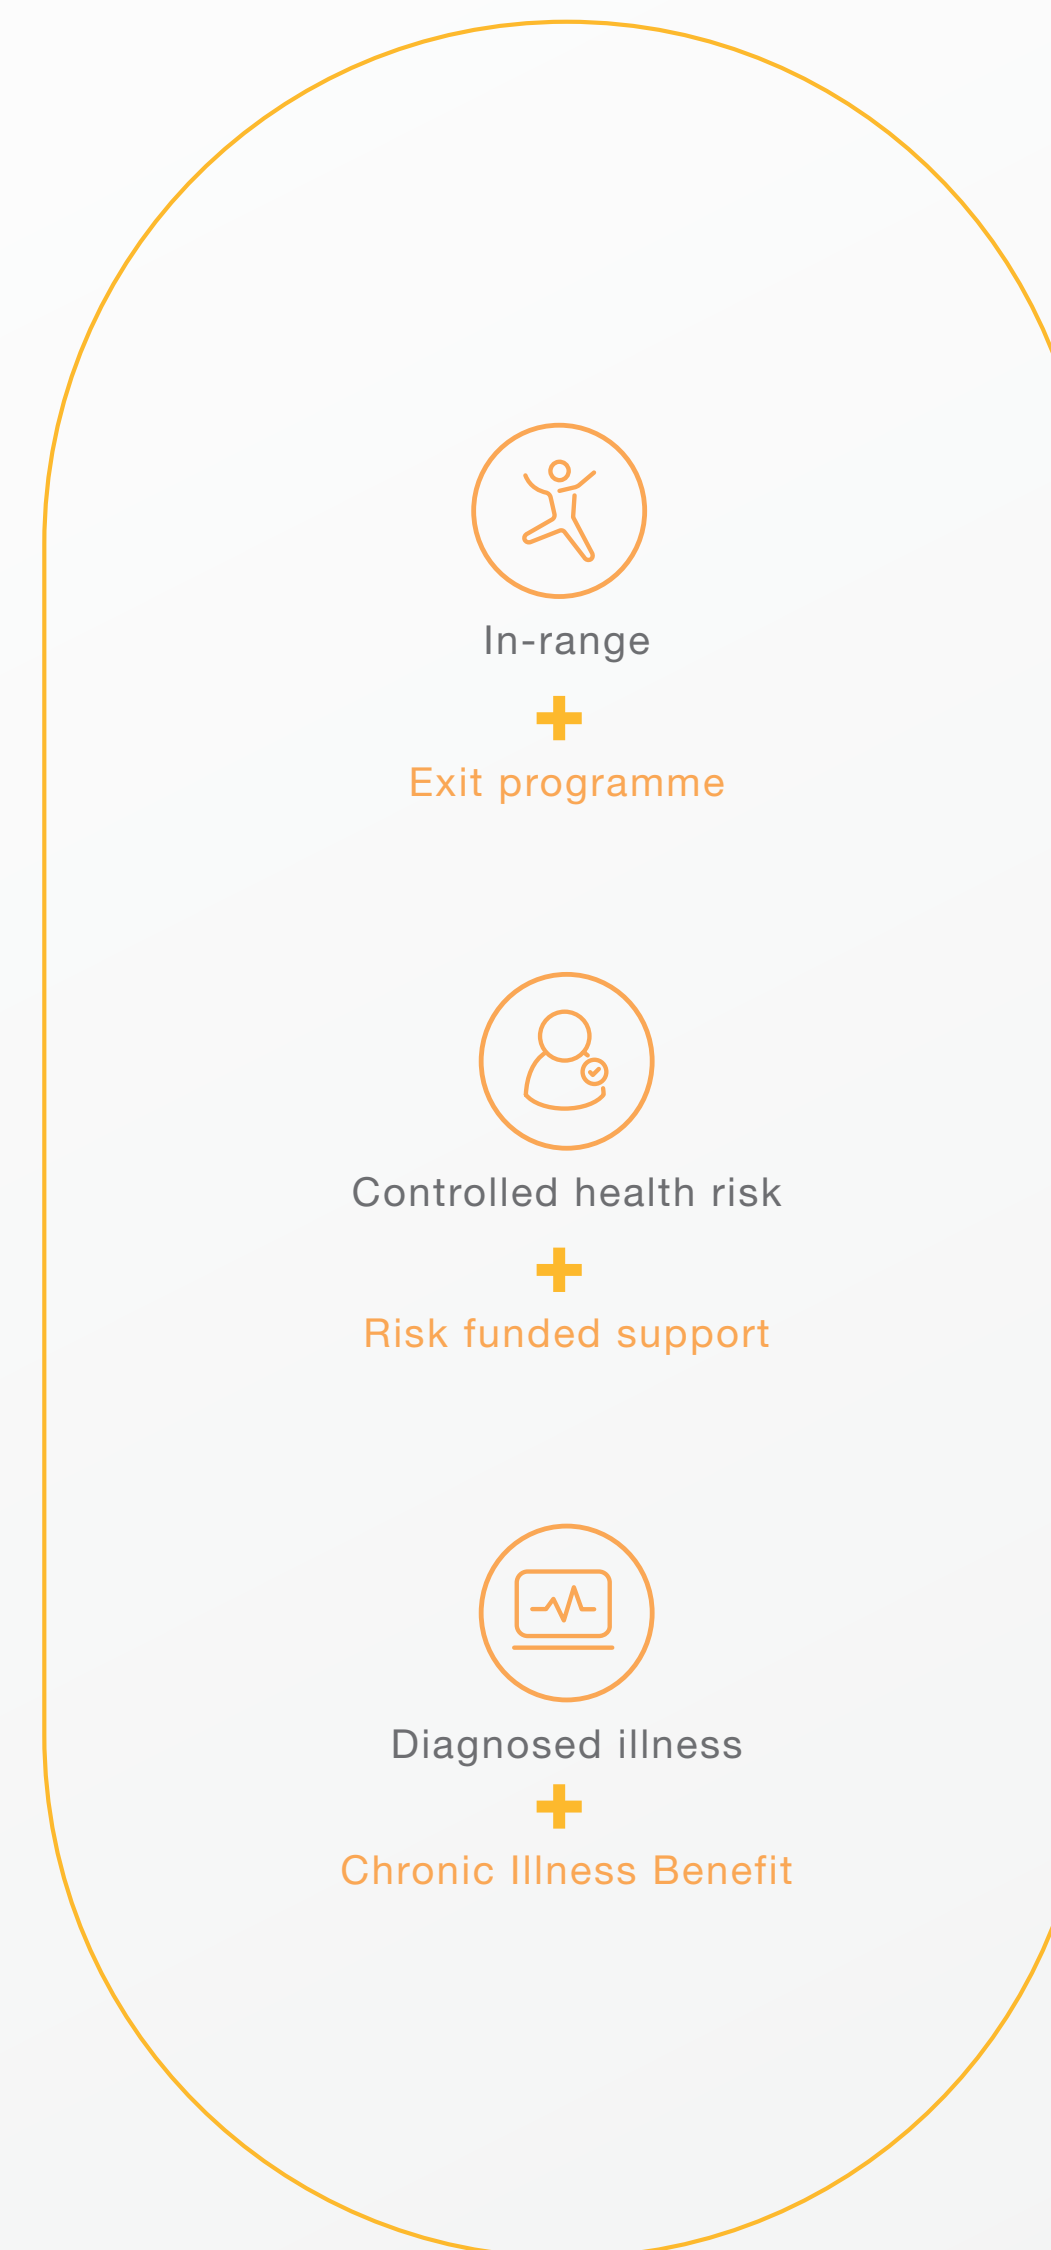 In-range
Exit programme
Controlled health risk
Risk funded support
Diagnosed illness
Chronic Illness Benefit